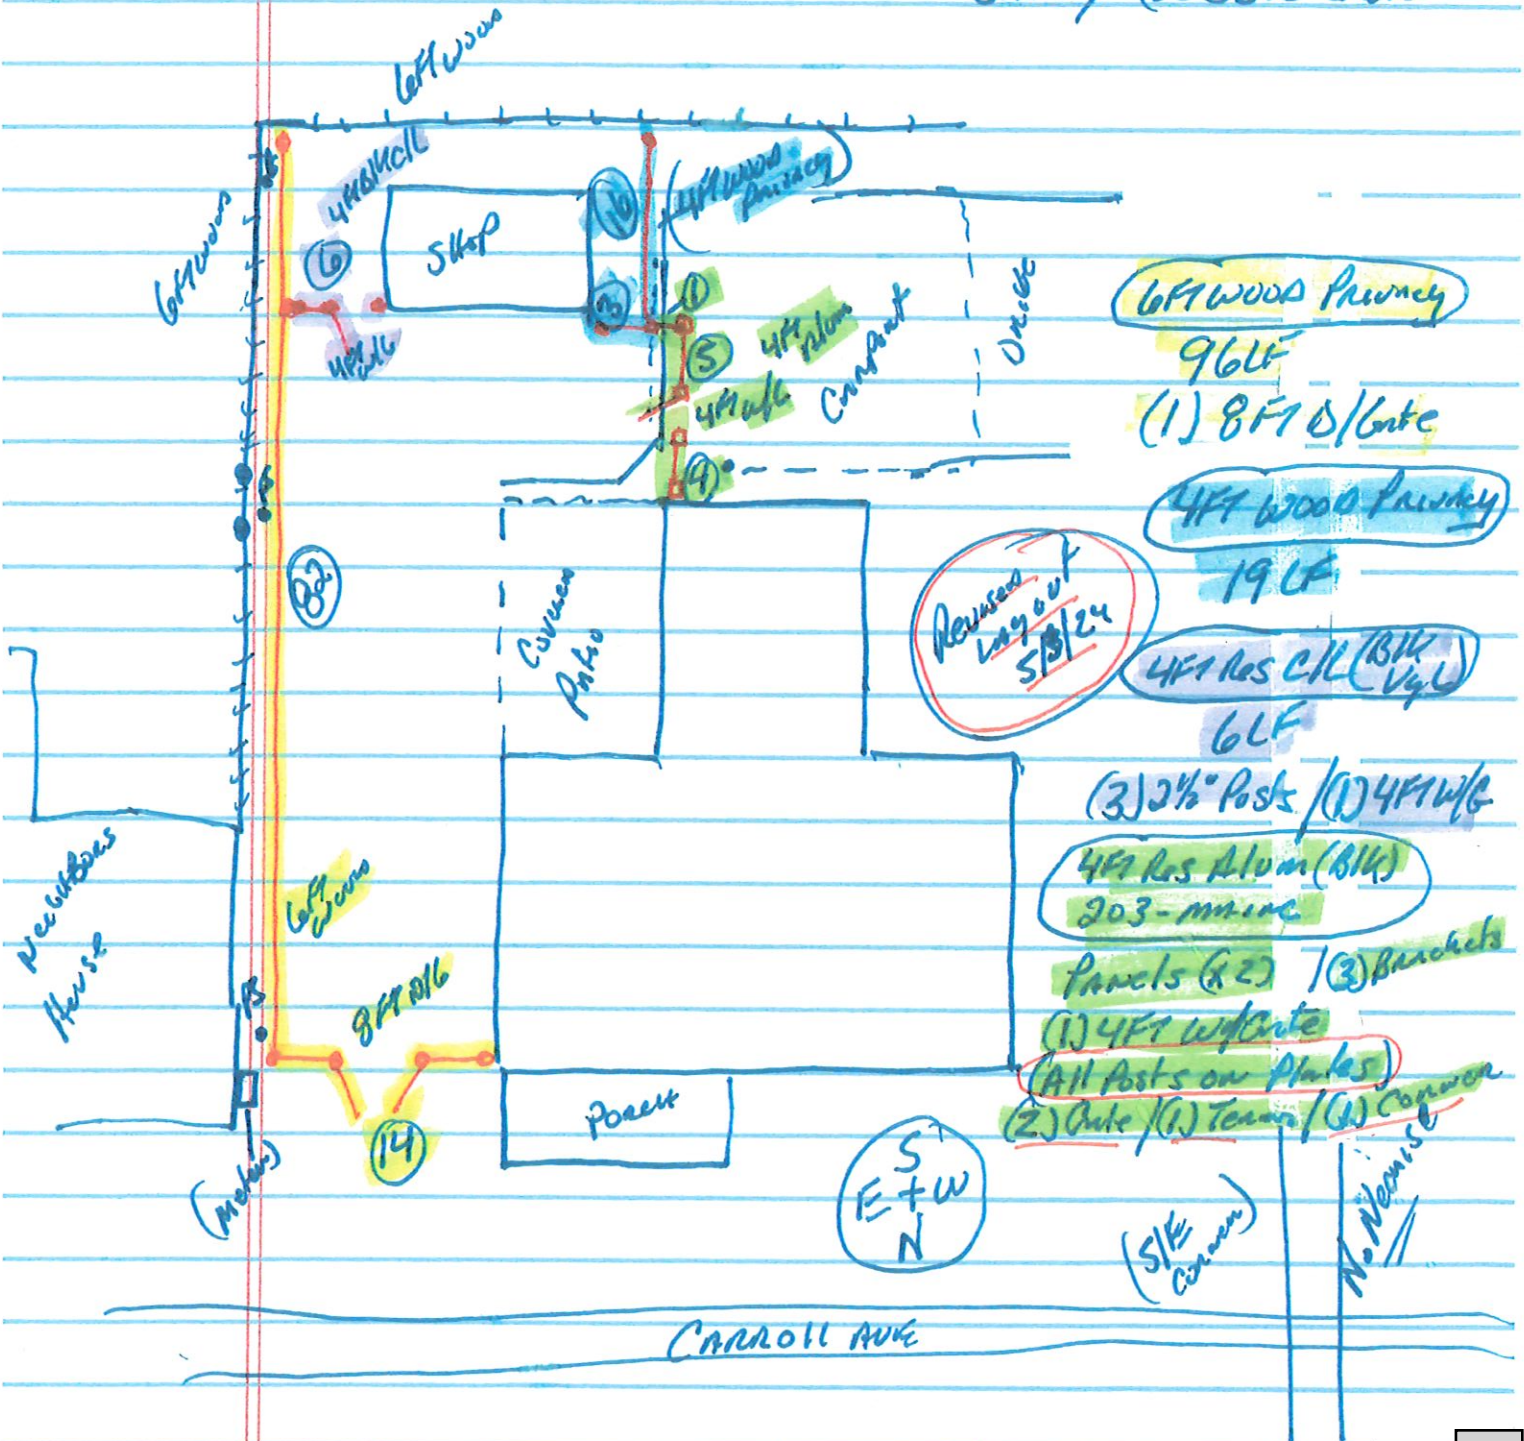 6FT WOOD
6FT WOOD
4FT Blk C/L
6
4FT W/G
Shop
16
3
4FT WOOD
Privacy
1
5
4FT
Alum
4FT W/G
4
Carport
Drive
82
Covered
Patio
Revised
Layout
5/3/24
6FT WOOD Privacy
96LF
(1) 8FT D/Gate
4FT WOOD Privacy
19 LF
4FT Res C/L (Blk
Vyl)
6LF
(3) 2½" Posts / (1) 4FT W/G
4FT Res Alum (Blk)
203 -
Panels (x2) / (3) Brackets
(1) 4FT W/Gate
(All Posts on Plates)
(2) Gate / (1) Term / (1) Corner
Neighbors
House
6FT
WOOD
8FT D/G
14
Porch
(Meter)
S
E + W
N
(S/E
Corner)
CARROLL AVE